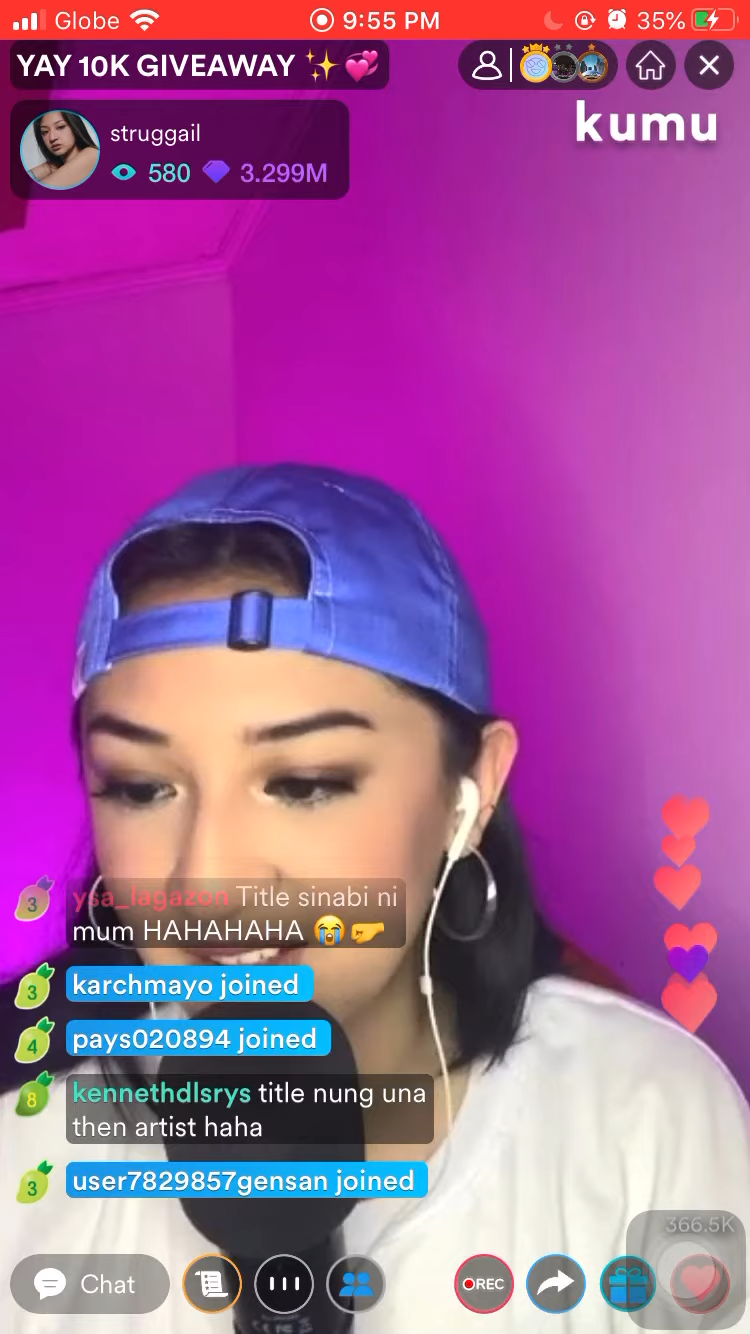 Globe
9:55 PM
35%
YAY 10K GIVEAWAY ✨💞
struggail
580 3.299M
kumu
3 ysa_lagazon Title sinabi ni
mum HAHAHAHA 😭🤛
3 karchmayo joined
4 pays020894 joined
8 kennethdlsrys title nung una
then artist haha
3 user7829857gensan joined
366.5K
Chat
REC